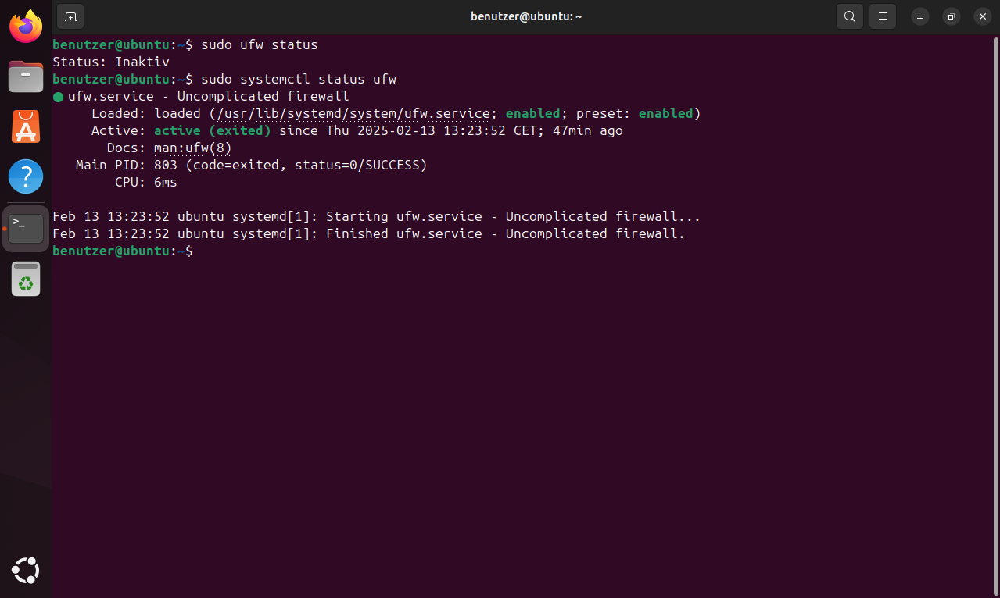 benutzer@ubuntu: ~
benutzer@ubuntu:~$ sudo ufw status
Status: Inaktiv
benutzer@ubuntu:~$ sudo systemctl status ufw
● ufw.service - Uncomplicated firewall
     Loaded: loaded (/usr/lib/systemd/system/ufw.service; enabled; preset: enabled)
     Active: active (exited) since Thu 2025-02-13 13:23:52 CET; 47min ago
       Docs: man:ufw(8)
   Main PID: 803 (code=exited, status=0/SUCCESS)
        CPU: 6ms

Feb 13 13:23:52 ubuntu systemd[1]: Starting ufw.service - Uncomplicated firewall...
Feb 13 13:23:52 ubuntu systemd[1]: Finished ufw.service - Uncomplicated firewall.
benutzer@ubuntu:~$